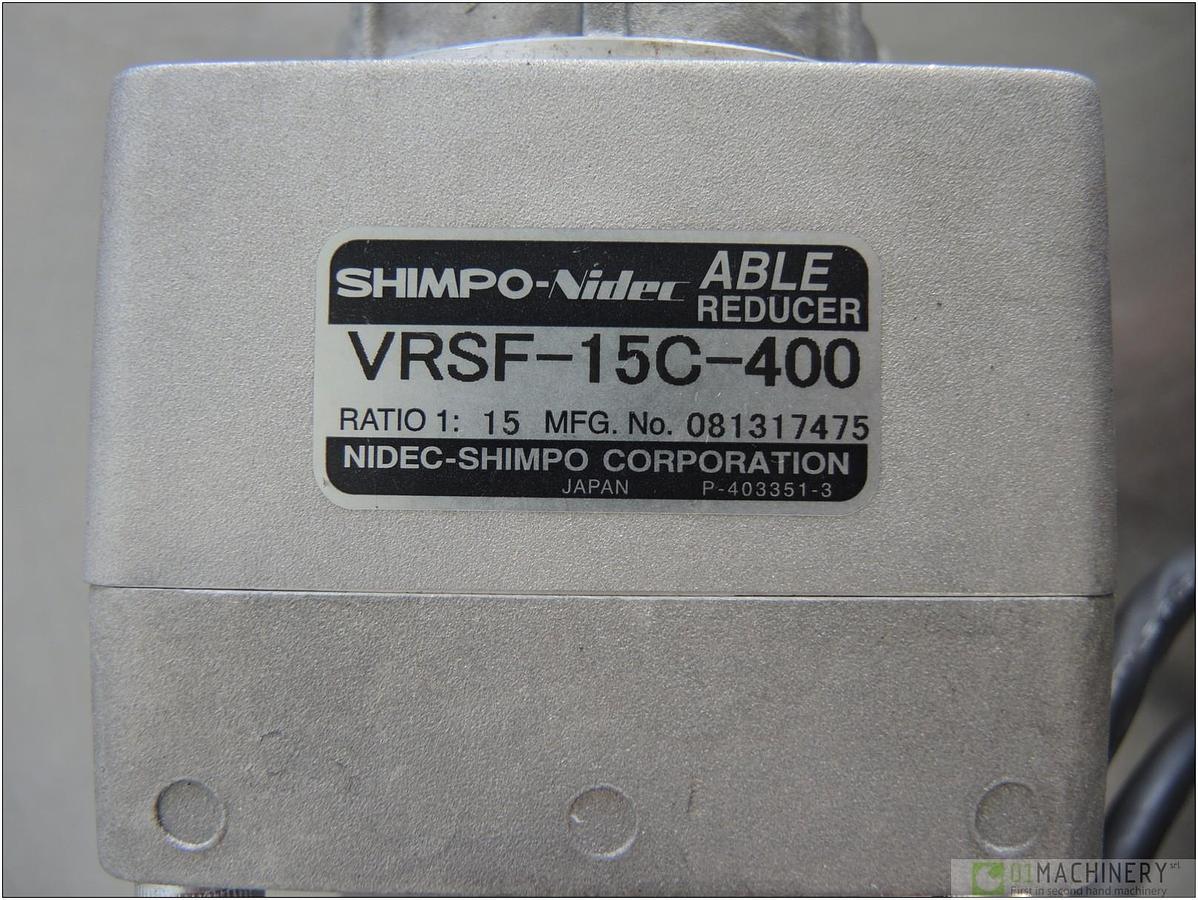 SHIMPO-Nidec ABLE
REDUCER
VRSF-15C-400
RATIO 1: 15 MFG. No. 081317475
NIDEC-SHIMPO CORPORATION
JAPAN P-403351-3
01MACHINERY srl
First in second hand machinery